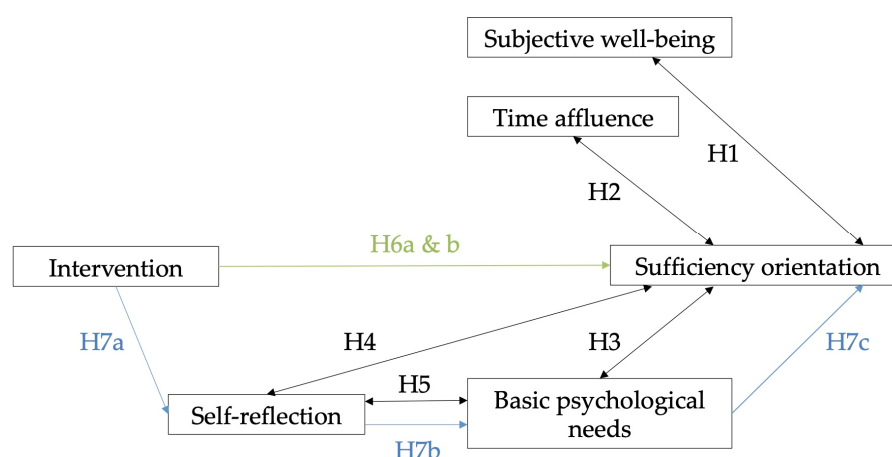 Subjective well-being
Time affluence
H1
H2
H6a & b
Intervention
Sufficiency orientation
H7a
H4
H3
H7c
H5
Self-reflection
Basic psychological
needs
H7b